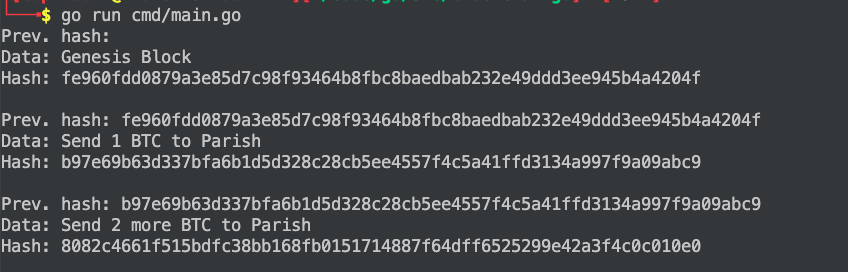 $ go run cmd/main.go
Prev. hash:
Data: Genesis Block
Hash: fe960fdd0879a3e85d7c98f93464b8fbc8baedbab232e49ddd3ee945b4a4204f
Prev. hash: fe960fdd0879a3e85d7c98f93464b8fbc8baedbab232e49ddd3ee945b4a4204f
Data: Send 1 BTC to Parish
Hash: b97e69b63d337bfa6b1d5d328c28cb5ee4557f4c5a41ffd3134a997f9a09abc9
Prev. hash: b97e69b63d337bfa6b1d5d328c28cb5ee4557f4c5a41ffd3134a997f9a09abc9
Data: Send 2 more BTC to Parish
Hash: 8082c4661f515bdfc38bb168fb0151714887f64dff6525299e42a3f4c0c010e0